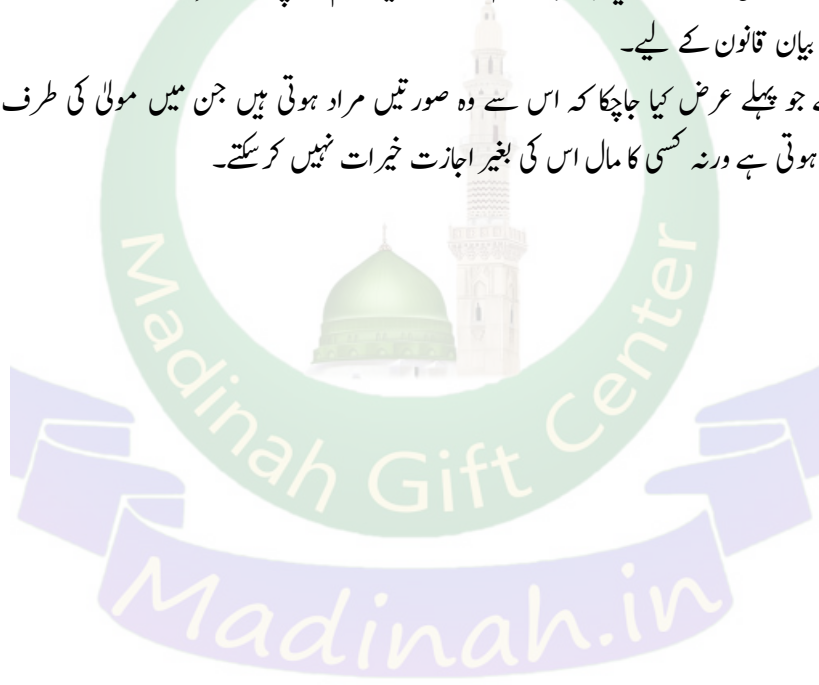 بیان قانون کے لیے۔
جو پہلے عرض کیا جاچکا کہ اس سے وہ صورتیں مراد ہوتی ہیں جن میں مولیٰ کی طرف
ہوتی ہے ورنہ کسی کا مال اس کی بغیر اجازت خیرات نہیں کرسکتے۔
Madinah Gift Center
Madinah.in